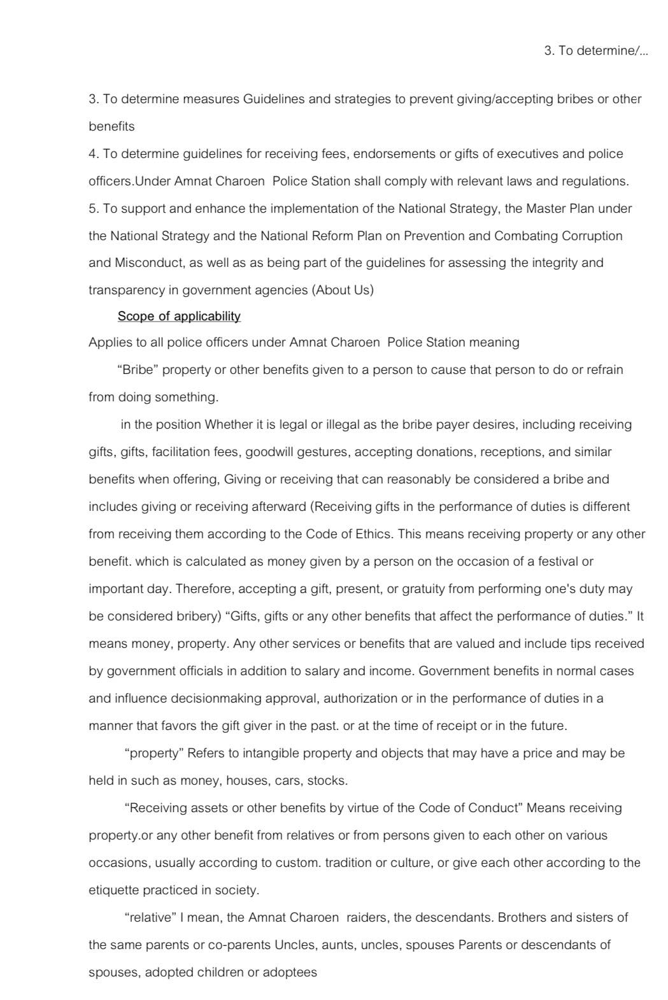 3. To determine/...
3. To determine measures Guidelines and strategies to prevent giving/accepting bribes or other
benefits
4. To determine guidelines for receiving fees, endorsements or gifts of executives and police
officers.Under Amnat Charoen  Police Station shall comply with relevant laws and regulations.
5. To support and enhance the implementation of the National Strategy, the Master Plan under
the National Strategy and the National Reform Plan on Prevention and Combating Corruption
and Misconduct, as well as as being part of the guidelines for assessing the integrity and
transparency in government agencies (About Us)
Scope of applicability
Applies to all police officers under Amnat Charoen  Police Station meaning
“Bribe” property or other benefits given to a person to cause that person to do or refrain
from doing something.
in the position Whether it is legal or illegal as the bribe payer desires, including receiving
gifts, gifts, facilitation fees, goodwill gestures, accepting donations, receptions, and similar
benefits when offering, Giving or receiving that can reasonably be considered a bribe and
includes giving or receiving afterward (Receiving gifts in the performance of duties is different
from receiving them according to the Code of Ethics. This means receiving property or any other
benefit. which is calculated as money given by a person on the occasion of a festival or
important day. Therefore, accepting a gift, present, or gratuity from performing one's duty may
be considered bribery) “Gifts, gifts or any other benefits that affect the performance of duties.” It
means money, property. Any other services or benefits that are valued and include tips received
by government officials in addition to salary and income. Government benefits in normal cases
and influence decisionmaking approval, authorization or in the performance of duties in a
manner that favors the gift giver in the past. or at the time of receipt or in the future.
“property” Refers to intangible property and objects that may have a price and may be
held in such as money, houses, cars, stocks.
“Receiving assets or other benefits by virtue of the Code of Conduct” Means receiving
property.or any other benefit from relatives or from persons given to each other on various
occasions, usually according to custom. tradition or culture, or give each other according to the
etiquette practiced in society.
“relative” I mean, the Amnat Charoen  raiders, the descendants. Brothers and sisters of
the same parents or co-parents Uncles, aunts, uncles, spouses Parents or descendants of
spouses, adopted children or adoptees